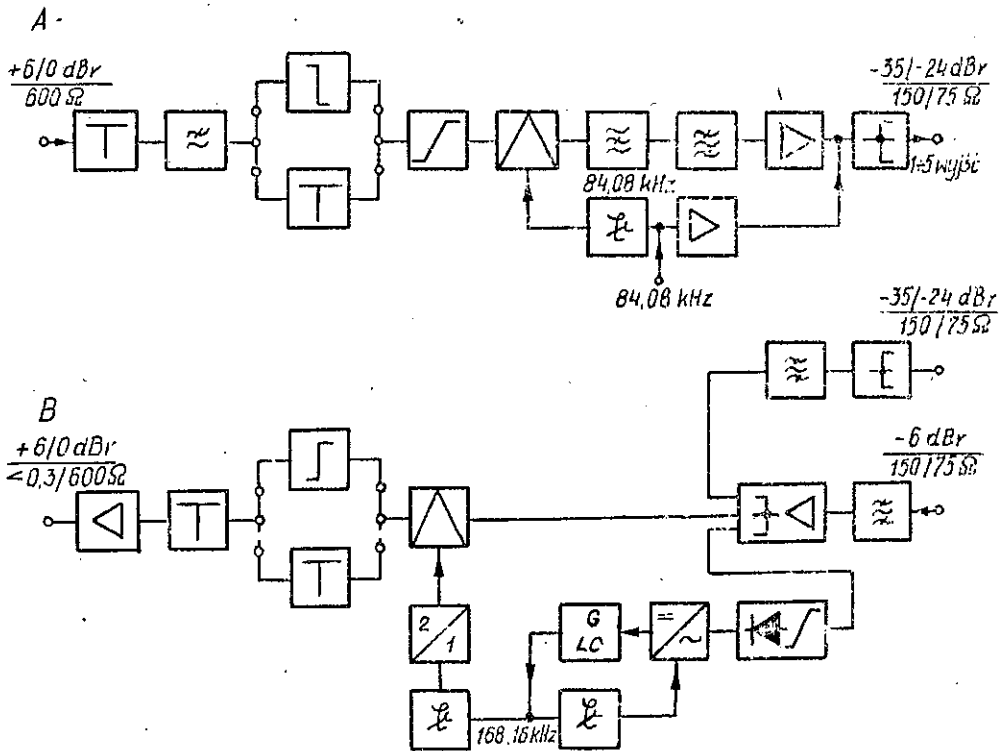 A
+6/0 dBr
600 Ω
-35/-24 dBr
150/75 Ω
1÷5 wyjść
84,08 kHz
84,08 kHz
-35/-24 dBr
150/75 Ω
B
+6/0 dBr
≤0,3/600 Ω
-6 dBr
150/75 Ω
2
1
G
LC
168,16 kHz